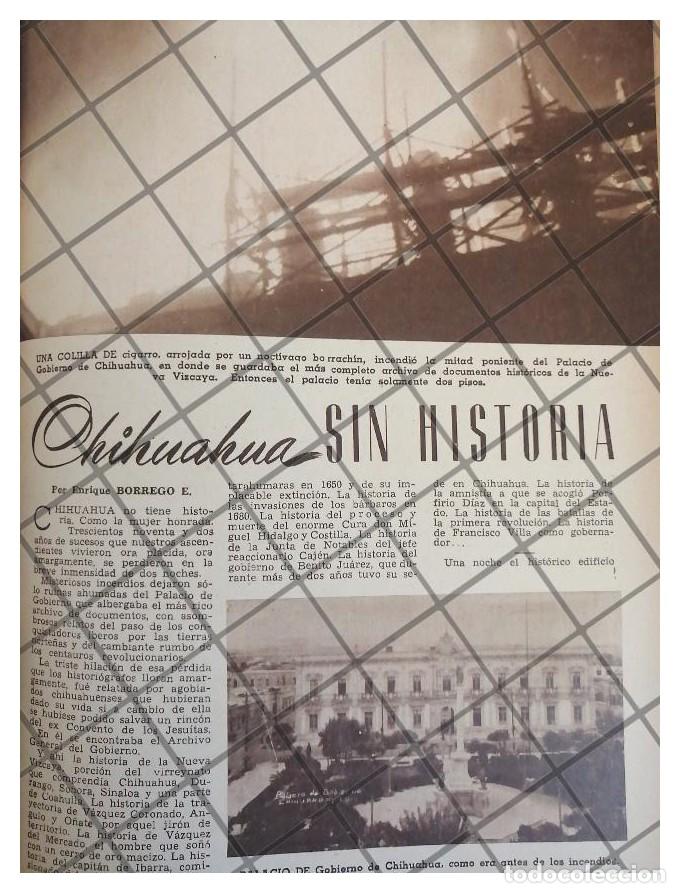 UNA COLILLA DE cigarro, arrojada por un noctívago borrachín, incendió la mitad poniente del Palacio de
Gobierno de Chihuahua, en donde se guardaba el más completo archivo de documentos históricos de la Nue-
va Vizcaya. Entonces el palacio tenía solamente dos pisos.
Chihuahua SIN HISTORIA
Por Enrique BORREGO E.
CHIHUAHUA no tiene histo-
ria. Como la mujer honrada.
Trescientos noventa y dos
años de sucesos que nuestros ascen-
dientes vivieron ora plácida, ora
amargamente, se perdieron en la
breve inmensidad de dos noches.
Misteriosos incendios dejaron só-
lo ruinas ahumadas del Palacio de
Gobierno que albergaba el más rico
archivo de documentos, con asom-
brosos relatos del paso de los con-
quistadores iberos por las tierras
norteñas y del cambiante rumbo de
los centauros revolucionarios.
La triste hilación de esa pérdida
que los historiógrafos lloran amar-
gamente, fué relatada por agobia-
dos chihuahuenses que hubieran
dado su vida si a cambio de ella
se hubiese podido salvar un rincón
del ex Convento de los Jesuítas.
En él se encontraba el Archivo
General del Gobierno.
Y ahí la historia de la Nueva
Vizcaya, porción del virreynato
que comprendía Chihuahua, Du-
rango, Sonora, Sinaloa y una parte
de Coahuila. La historia de la tra-
yectoria de Vázquez Coronado, An-
gulo y Oñate por aquel jirón de
territorio. La historia de Vázquez
del Mercado, el hombre que soñó
con un cerro de oro macizo. La his-
toria del capitán de Ibarra, comi-
tarahumaras en 1650 y de su im-
placable extinción. La historia de
las invasiones de los bárbaros en
1680. La historia del proceso y
muerte del enorme Cura don Mi-
guel Hidalgo y Costilla. La historia
de la Junta de Notables del jefe
reaccionario Cajén. La historia del
gobierno de Benito Juárez, que du-
rante más de dos años tuvo su se-
de en Chihuahua. La historia de
la amnistía a que se acogió Por-
firio Díaz en la capital del Esta-
do. La historia de las batallas de
la primera revolución. La historia
de Francisco Villa como goberna-
dor...
Una noche el histórico edificio
Palacio de Gobierno
CHIHUAHUA
PALACIO DE Gobierno de Chihuahua, como era antes de los incendios.
todocoleccion